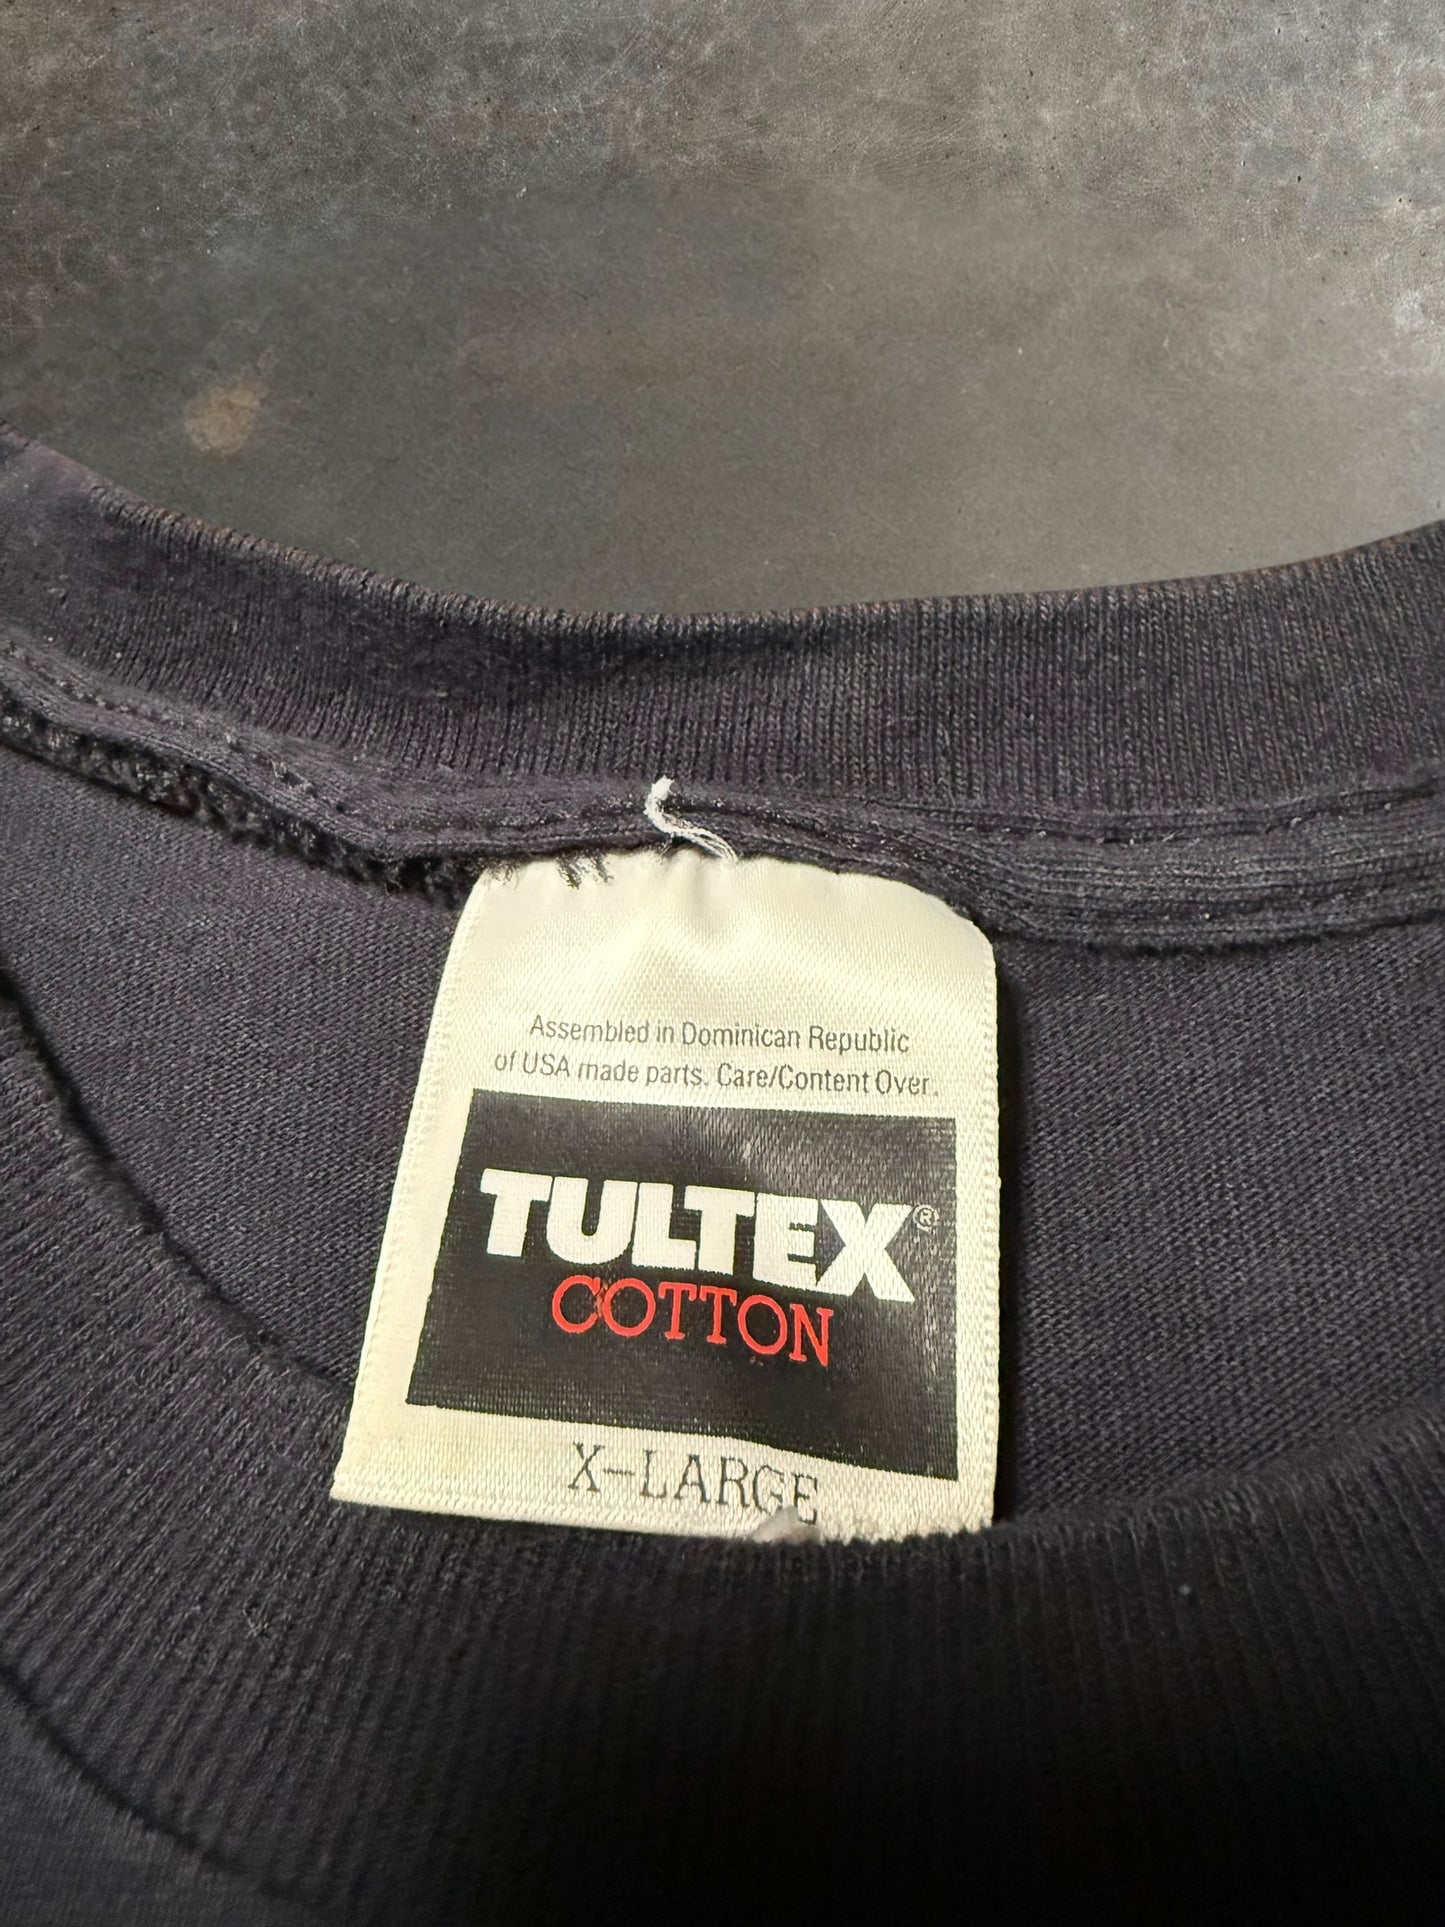 Assembled in Dominican Republic
of USA made parts. Care/Content Over.
TULTEX®
COTTON
X-LARGE